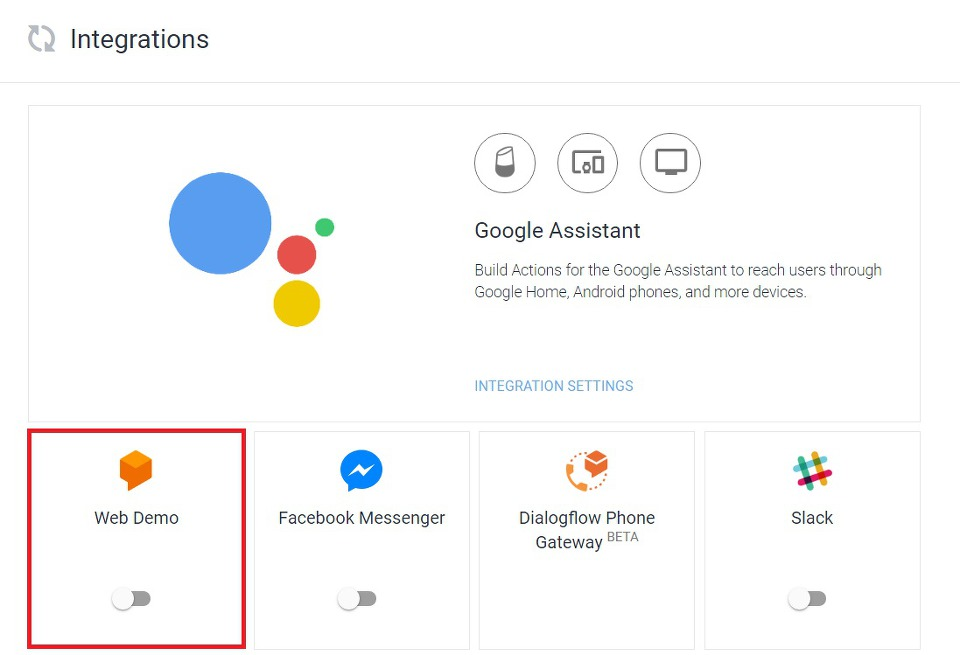 Integrations
Google Assistant
Build Actions for the Google Assistant to reach users through
Google Home, Android phones, and more devices.
INTEGRATION SETTINGS
Web Demo
Facebook Messenger
Dialogflow Phone
Gateway BETA
Slack